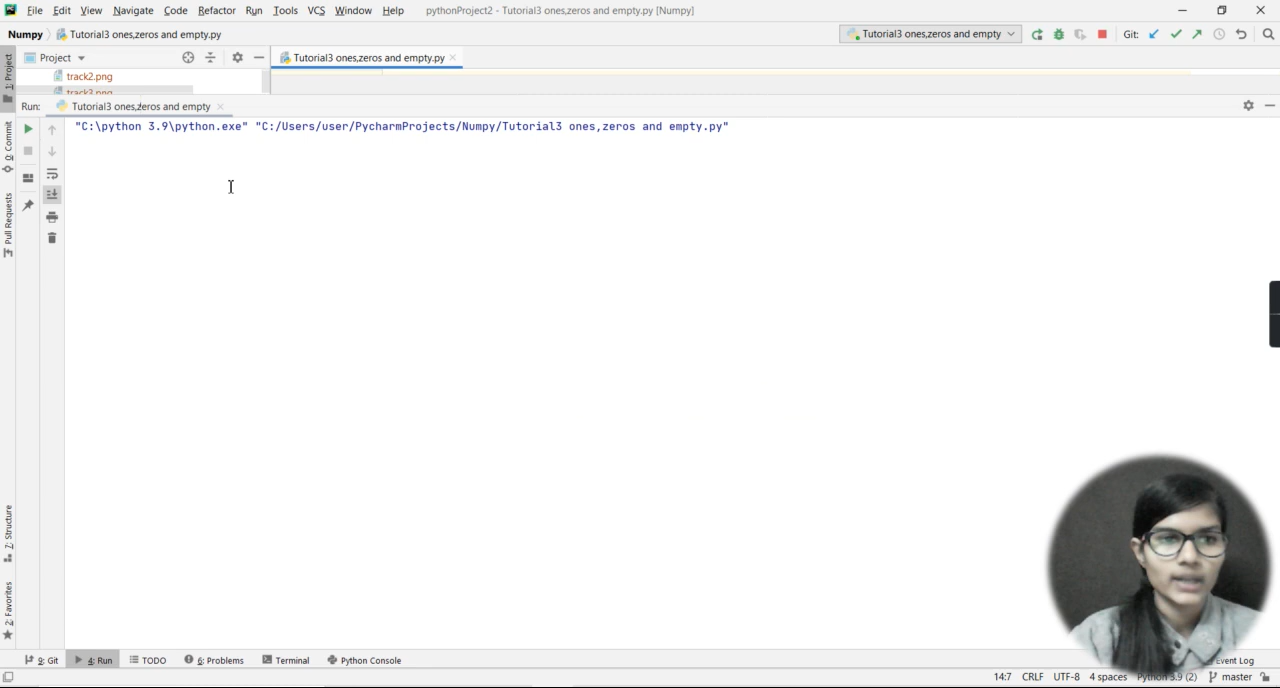 File Edit View Navigate Code Refactor Run Tools VCS Window Help pythonProject2 - Tutorial3 ones,zeros and empty.py [Numpy]
Numpy Tutorial3 ones,zeros and empty.py Tutorial3 ones,zeros and empty Git:
1: Project
Project Tutorial3 ones,zeros and empty.py
track2.png
track3.png
Run: Tutorial3 ones,zeros and empty
"C:\python 3.9\python.exe" "C:/Users/user/PycharmProjects/Numpy/Tutorial3 ones,zeros and empty.py"
0: Commit
Pull Requests
7: Structure
2: Favorites
9: Git 4: Run TODO 6: Problems Terminal Python Console Event Log
14:7 CRLF UTF-8 4 spaces Python 3.9 (2) master